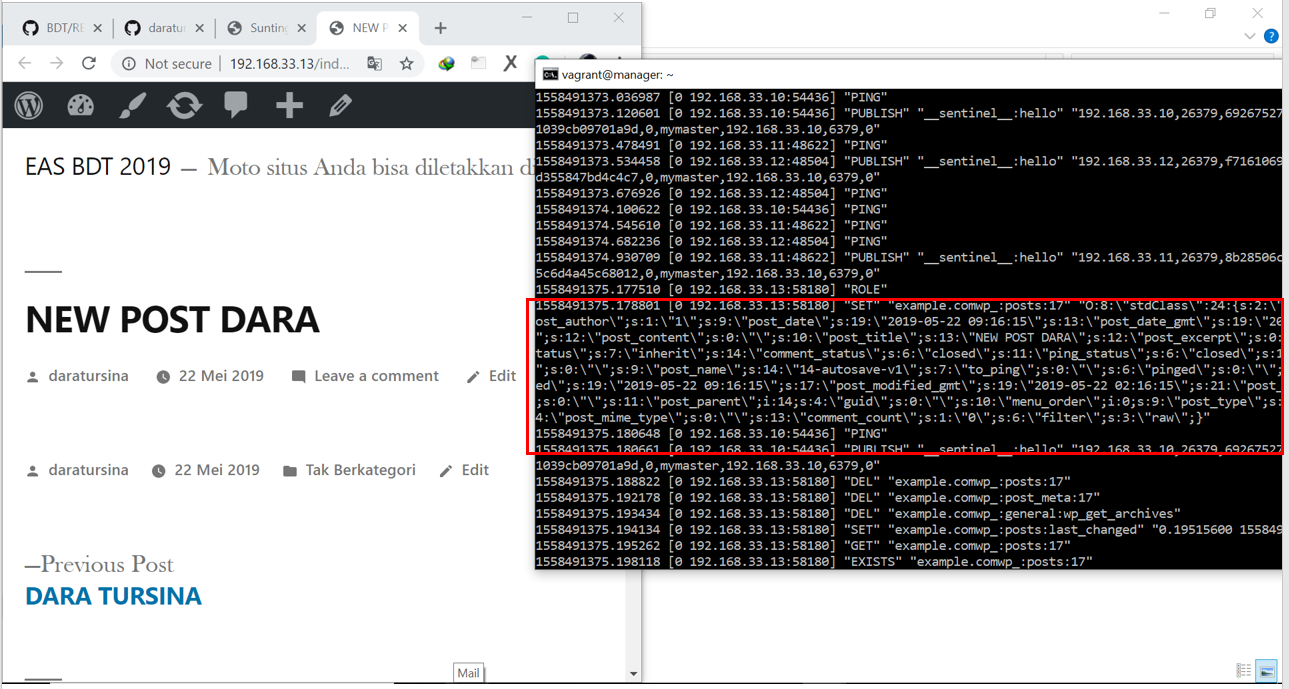 BDT/RE
daratur
Sunting
NEW P
Not secure
192.168.33.13/ind...
EAS BDT 2019 — Moto situs Anda bisa diletakkan d
NEW POST DARA
daratursina 22 Mei 2019 Leave a comment Edit
daratursina 22 Mei 2019 Tak Berkategori Edit
—Previous Post
DARA TURSINA
Mail
vagrant@manager: ~
1558491373.036987 [0 192.168.33.10:54436] "PING"
1558491373.120601 [0 192.168.33.10:54436] "PUBLISH" "__sentinel__:hello" "192.168.33.10,26379,69267527
1039cb09701a9d,0,mymaster,192.168.33.10,6379,0"
1558491373.478491 [0 192.168.33.11:48622] "PING"
1558491373.534458 [0 192.168.33.12:48504] "PUBLISH" "__sentinel__:hello" "192.168.33.12,26379,f7161069
d355847bd4c4c7,0,mymaster,192.168.33.10,6379,0"
1558491373.676926 [0 192.168.33.12:48504] "PING"
1558491374.100622 [0 192.168.33.10:54436] "PING"
1558491374.545610 [0 192.168.33.11:48622] "PING"
1558491374.682236 [0 192.168.33.12:48504] "PING"
1558491374.930709 [0 192.168.33.11:48622] "PUBLISH" "__sentinel__:hello" "192.168.33.11,26379,8b28506c
5c6d4a45c68012,0,mymaster,192.168.33.10,6379,0"
1558491375.177510 [0 192.168.33.13:58180] "ROLE"
1558491375.178801 [0 192.168.33.13:58180] "SET" "example.comwp_:posts:17" "O:8:\"stdClass\":24:{s:2:\"
ost_author\";s:1:\"1\";s:9:\"post_date\";s:19:\"2019-05-22 09:16:15\";s:13:\"post_date_gmt\";s:19:\"20
";s:12:\"post_content\";s:0:\"\";s:10:\"post_title\";s:13:\"NEW POST DARA\";s:12:\"post_excerpt\";s:0:
tatus\";s:7:\"inherit\";s:14:\"comment_status\";s:6:\"closed\";s:11:\"ping_status\";s:6:\"closed\";s:1
;s:0:\"\";s:9:\"post_name\";s:14:\"14-autosave-v1\";s:7:\"to_ping\";s:0:\"\";s:6:\"pinged\";s:0:\"\";
ed\";s:19:\"2019-05-22 09:16:15\";s:17:\"post_modified_gmt\";s:19:\"2019-05-22 02:16:15\";s:21:\"post_
;s:0:\"\";s:11:\"post_parent\";i:14;s:4:\"guid\";s:0:\"\";s:10:\"menu_order\";i:0;s:9:\"post_type\";s:
4:\"post_mime_type\";s:0:\"\";s:13:\"comment_count\";s:1:\"0\";s:6:\"filter\";s:3:\"raw\";}"
1558491375.180648 [0 192.168.33.10:54436] "PING"
1558491375.180661 [0 192.168.33.10:54436] "PUBLISH" "__sentinel__:hello" "192.168.33.10,26379,69267527
1039cb09701a9d,0,mymaster,192.168.33.10,6379,0"
1558491375.188822 [0 192.168.33.13:58180] "DEL" "example.comwp_:posts:17"
1558491375.192178 [0 192.168.33.13:58180] "DEL" "example.comwp_:post_meta:17"
1558491375.193434 [0 192.168.33.13:58180] "DEL" "example.comwp_:general:wp_get_archives"
1558491375.194134 [0 192.168.33.13:58180] "SET" "example.comwp_:posts:last_changed" "0.19515600 155849
1558491375.195262 [0 192.168.33.13:58180] "GET" "example.comwp_:posts:17"
1558491375.198118 [0 192.168.33.13:58180] "EXISTS" "example.comwp_:posts:17"